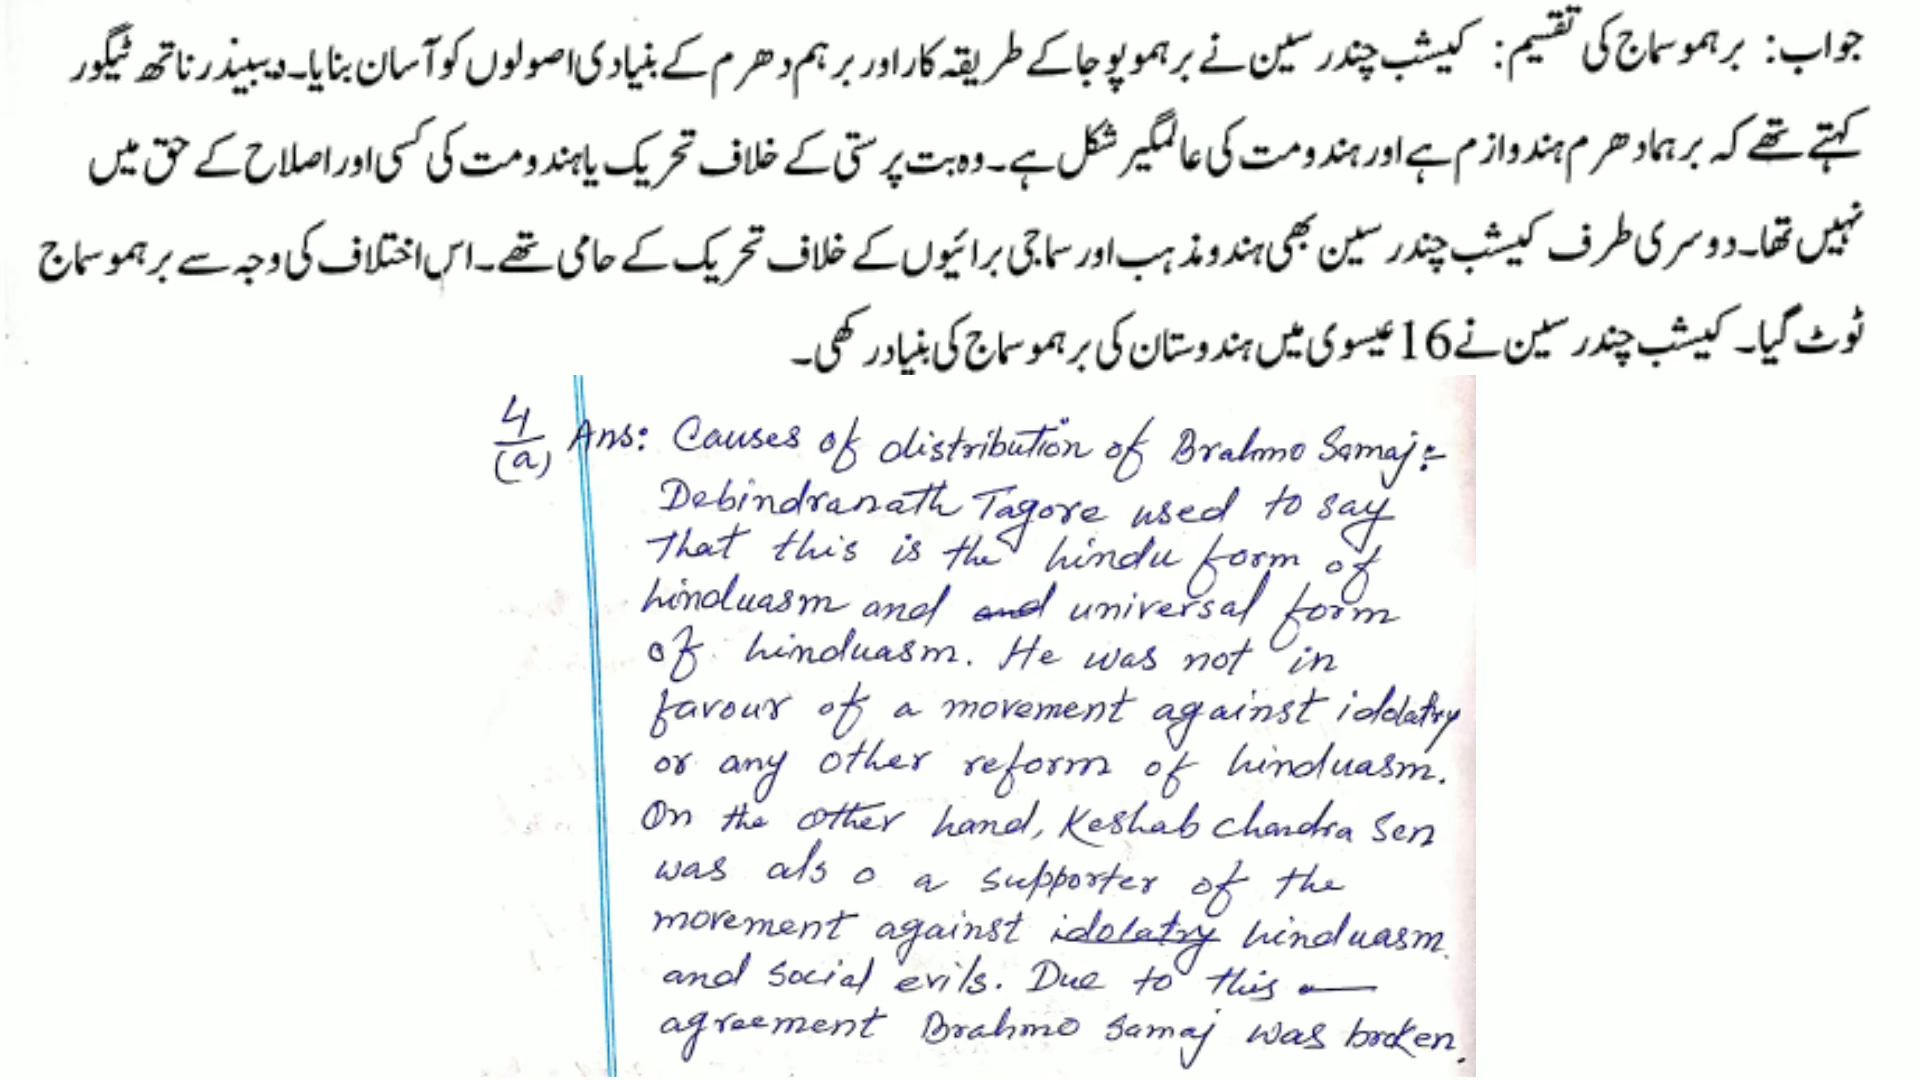 جواب: برہمو سماج کی تقسیم: کیشب چندر سین نے برہمو پوجا کے طریقہ کار اور برہم دھرم کے بنیادی اصولوں کو آسان بنایا۔ دیبیندر ناتھ ٹیگور
کہتے تھے کہ برہما دھرم ہندوازم ہے اور ہندومت کی عالمگیر شکل ہے۔ وہ بت پرستی کے خلاف تحریک یا ہندومت کی کسی اور اصلاح کے حق میں
نہیں تھا۔ دوسری طرف کیشب چندر سین بھی ہندو مذہب اور سماجی برائیوں کے خلاف تحریک کے حامی تھے۔ اس اختلاف کی وجہ سے برہمو سماج
ٹوٹ گیا۔ کیشب چندر سین نے 16 عیسوی میں ہندوستان کی برہمو سماج کی بنیاد رکھی۔
4/(a) Ans: Causes of distribution of Brahmo Samaj:-
Debindranath Tagore used to say
that this is the hindu form of
hinduasm and and universal form
of hinduasm. He was not in
favour of a movement against idolatry
or any other reform of hinduasm.
On the other hand, Keshab Chandra Sen
was also a supporter of the
movement against idolatry hinduasm
and social evils. Due to this
agreement Brahmo Samaj was broken.